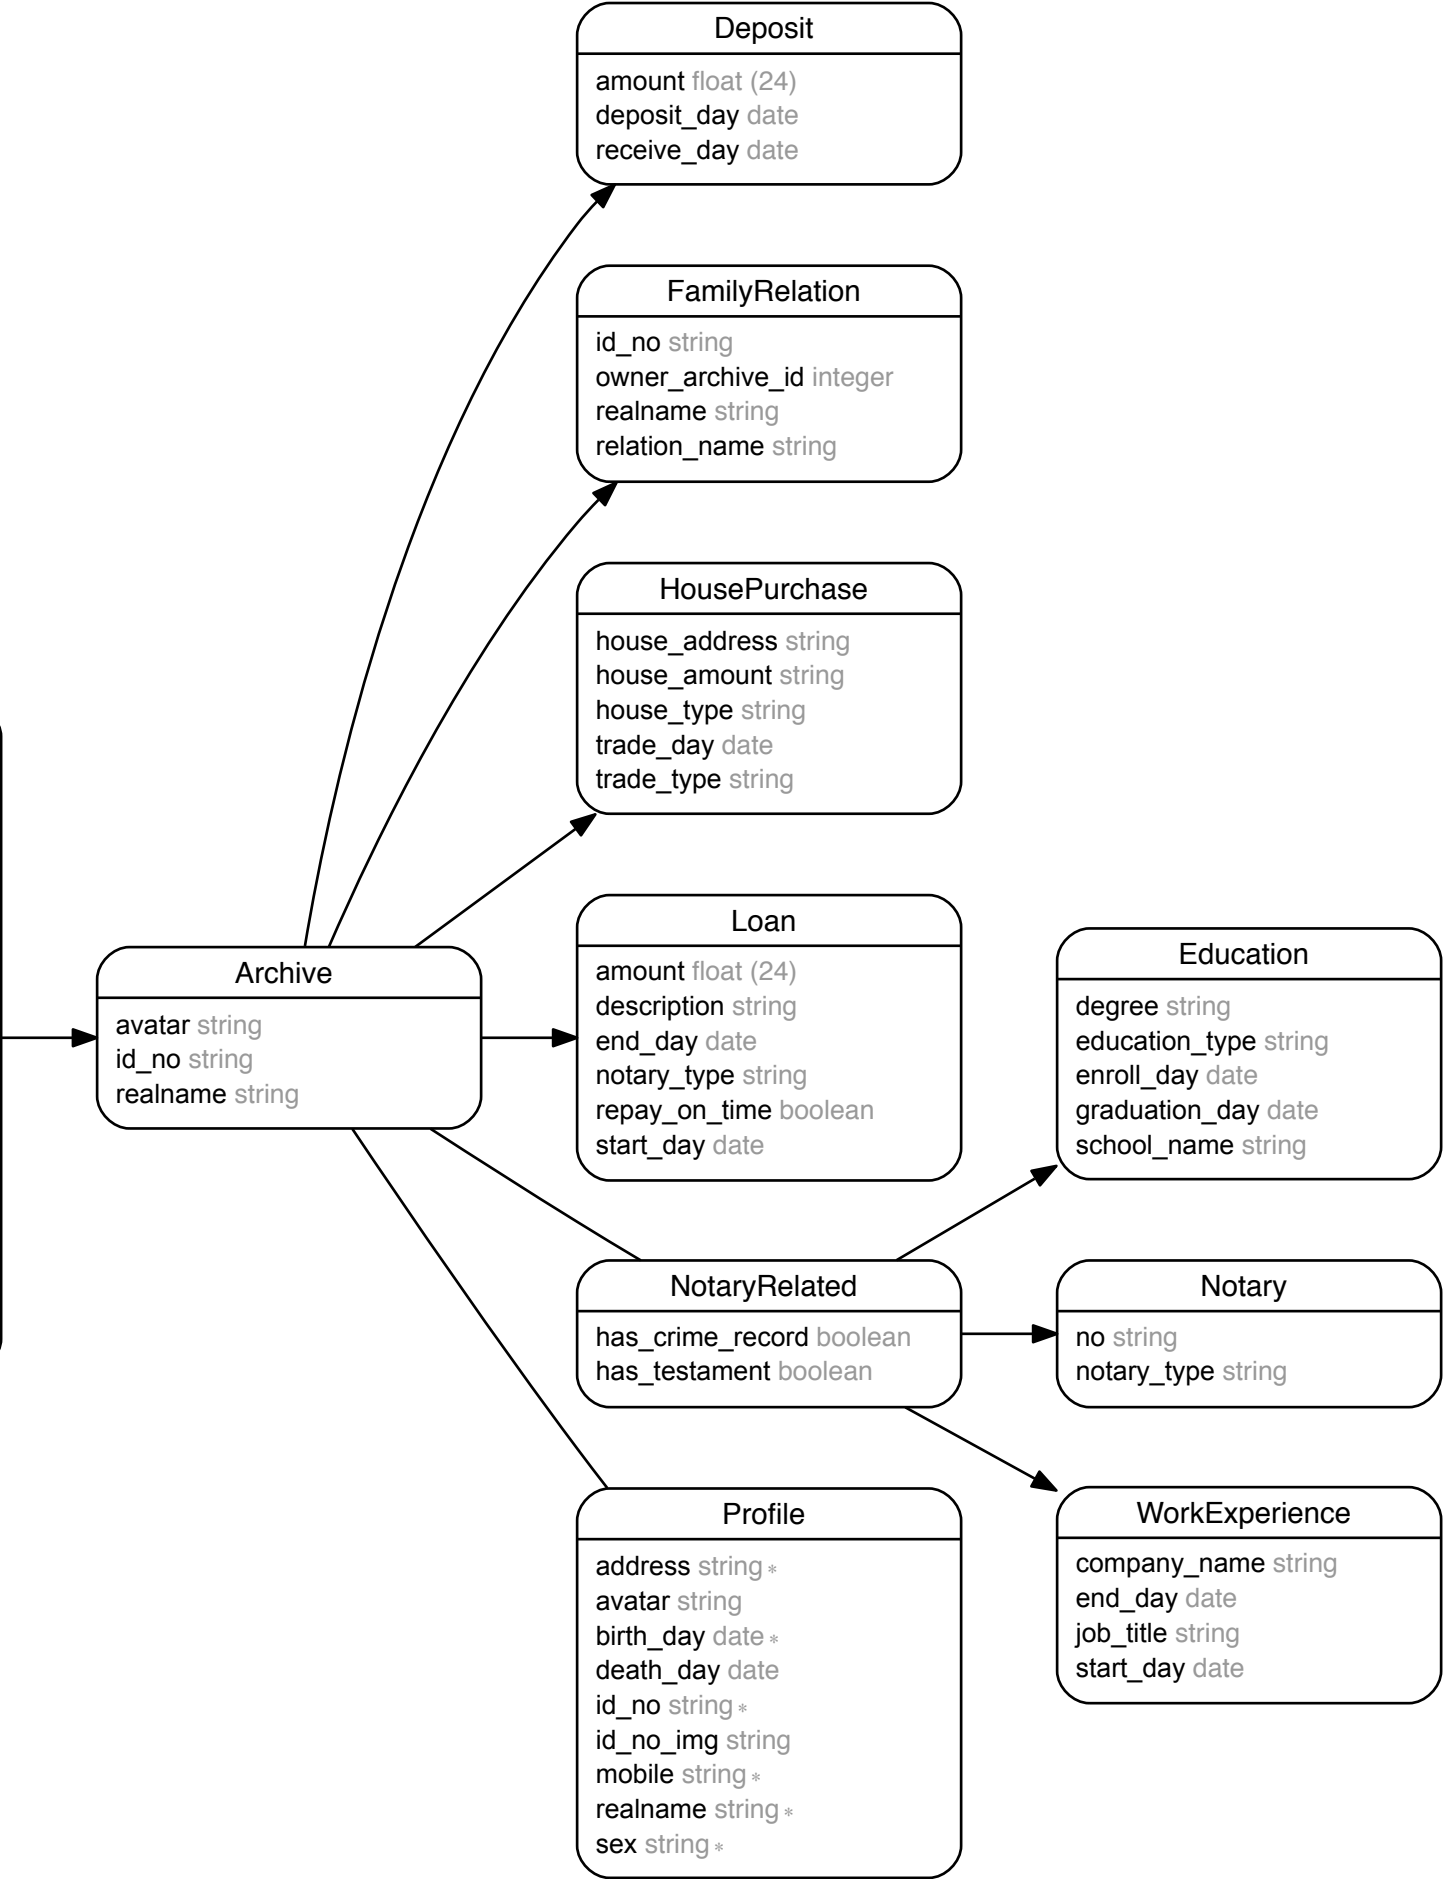 Deposit
amount float (24)
deposit_day date
receive_day date
FamilyRelation
id_no string
owner_archive_id integer
realname string
relation_name string
HousePurchase
house_address string
house_amount string
house_type string
trade_day date
trade_type string
Archive
avatar string
id_no string
realname string
Loan
amount float (24)
description string
end_day date
notary_type string
repay_on_time boolean
start_day date
Education
degree string
education_type string
enroll_day date
graduation_day date
school_name string
NotaryRelated
has_crime_record boolean
has_testament boolean
Notary
no string
notary_type string
Profile
address string *
avatar string
birth_day date *
death_day date
id_no string *
id_no_img string
mobile string *
realname string *
sex string *
WorkExperience
company_name string
end_day date
job_title string
start_day date